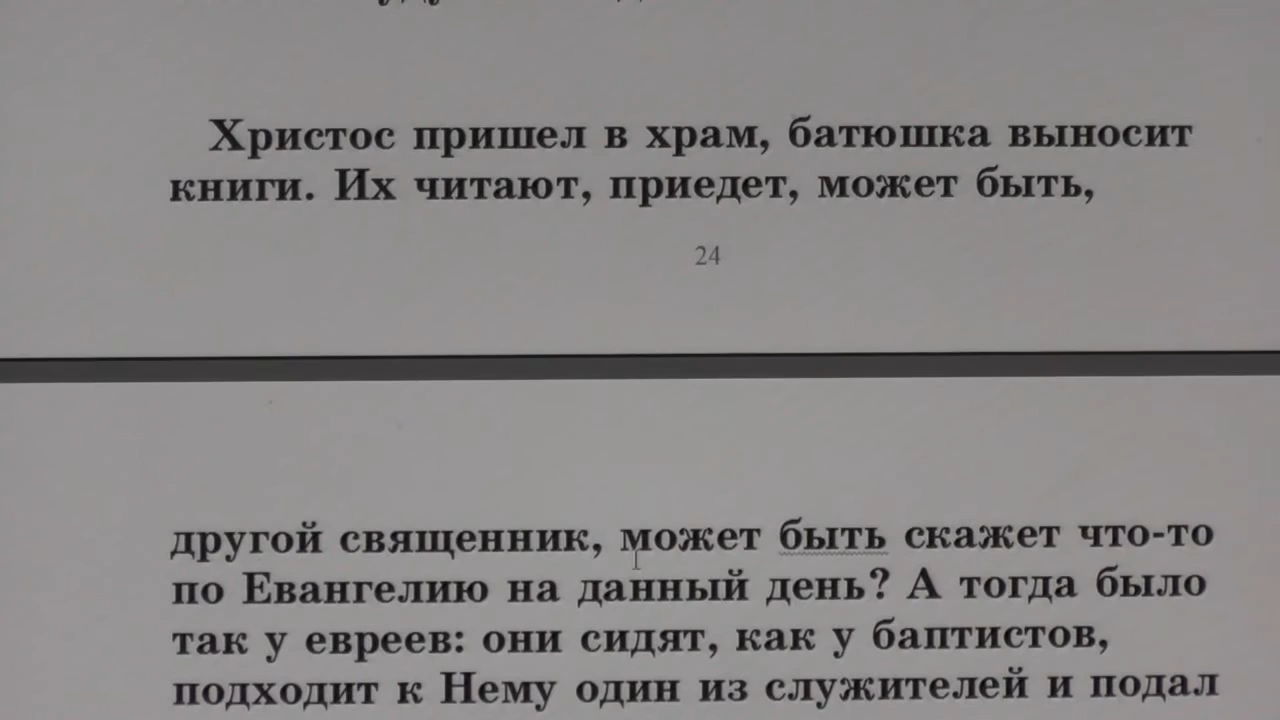 Христос пришел в храм, батюшка выносит
книги. Их читают, приедет, может быть,
24
другой священник, может быть скажет что-то
по Евангелию на данный день? А тогда было
так у евреев: они сидят, как у баптистов,
подходит к Нему один из служителей и подал